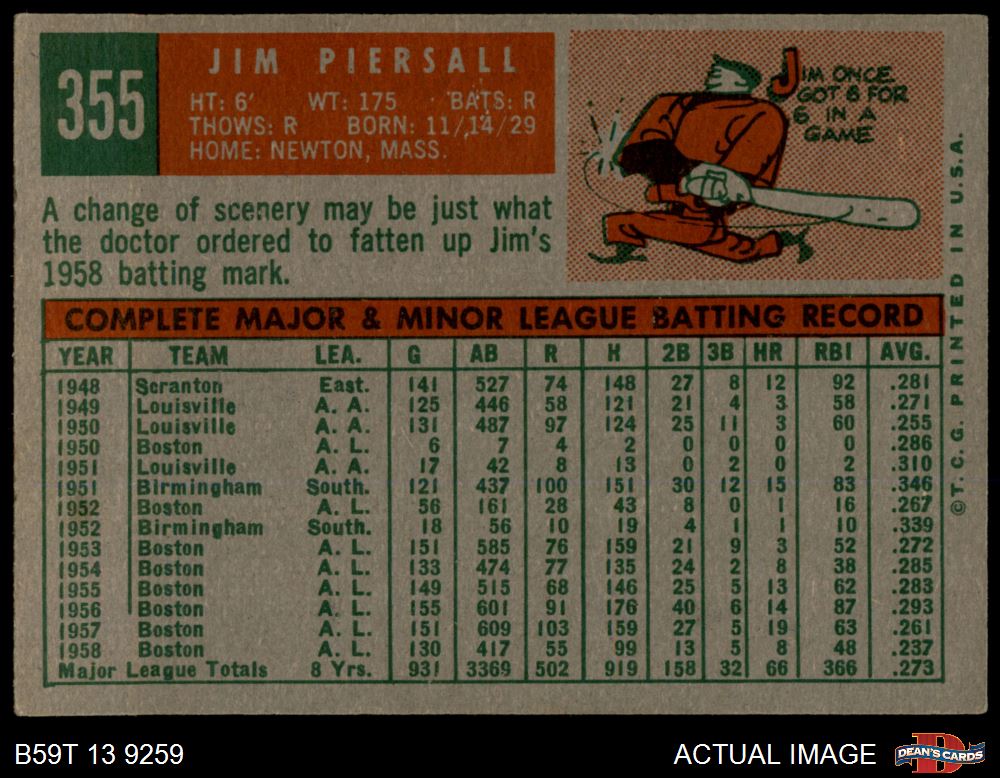 355
JIM PIERSALL
HT: 6' WT: 175 BATS: R
THOWS: R BORN: 11/14/29
HOME: NEWTON, MASS.
JIM ONCE
GOT 6 FOR
6 IN A
GAME
A change of scenery may be just what
the doctor ordered to fatten up Jim's
1958 batting mark.
COMPLETE MAJOR & MINOR LEAGUE BATTING RECORD
YEAR TEAM LEA. G AB R H 2B 3B HR RBI AVG.
1948 Scranton East. 141 527 74 148 27 8 12 92 .281
1949 Louisville A. A. 125 446 58 121 21 4 3 58 .271
1950 Louisville A. A. 131 487 97 124 25 11 3 60 .255
1950 Boston A. L. 6 7 4 2 0 0 0 0 .286
1951 Louisville A. A. 17 42 8 13 0 2 0 2 .310
1951 Birmingham South. 121 437 100 151 30 12 15 83 .346
1952 Boston A. L. 56 161 28 43 8 0 1 16 .267
1952 Birmingham South. 18 56 10 19 4 1 1 10 .339
1953 Boston A. L. 151 585 76 159 21 9 3 52 .272
1954 Boston A. L. 133 474 77 135 24 2 8 38 .285
1955 Boston A. L. 149 515 68 146 25 5 13 62 .283
1956 Boston A. L. 155 601 91 176 40 6 14 87 .293
1957 Boston A. L. 151 609 103 159 27 5 19 63 .261
1958 Boston A. L. 130 417 55 99 13 5 8 48 .237
Major League Totals 8 Yrs. 931 3369 502 919 158 32 66 366 .273
©T. C. G. PRINTED IN U.S.A.
B59T 13 9259
ACTUAL IMAGE
DEAN'S CARDS